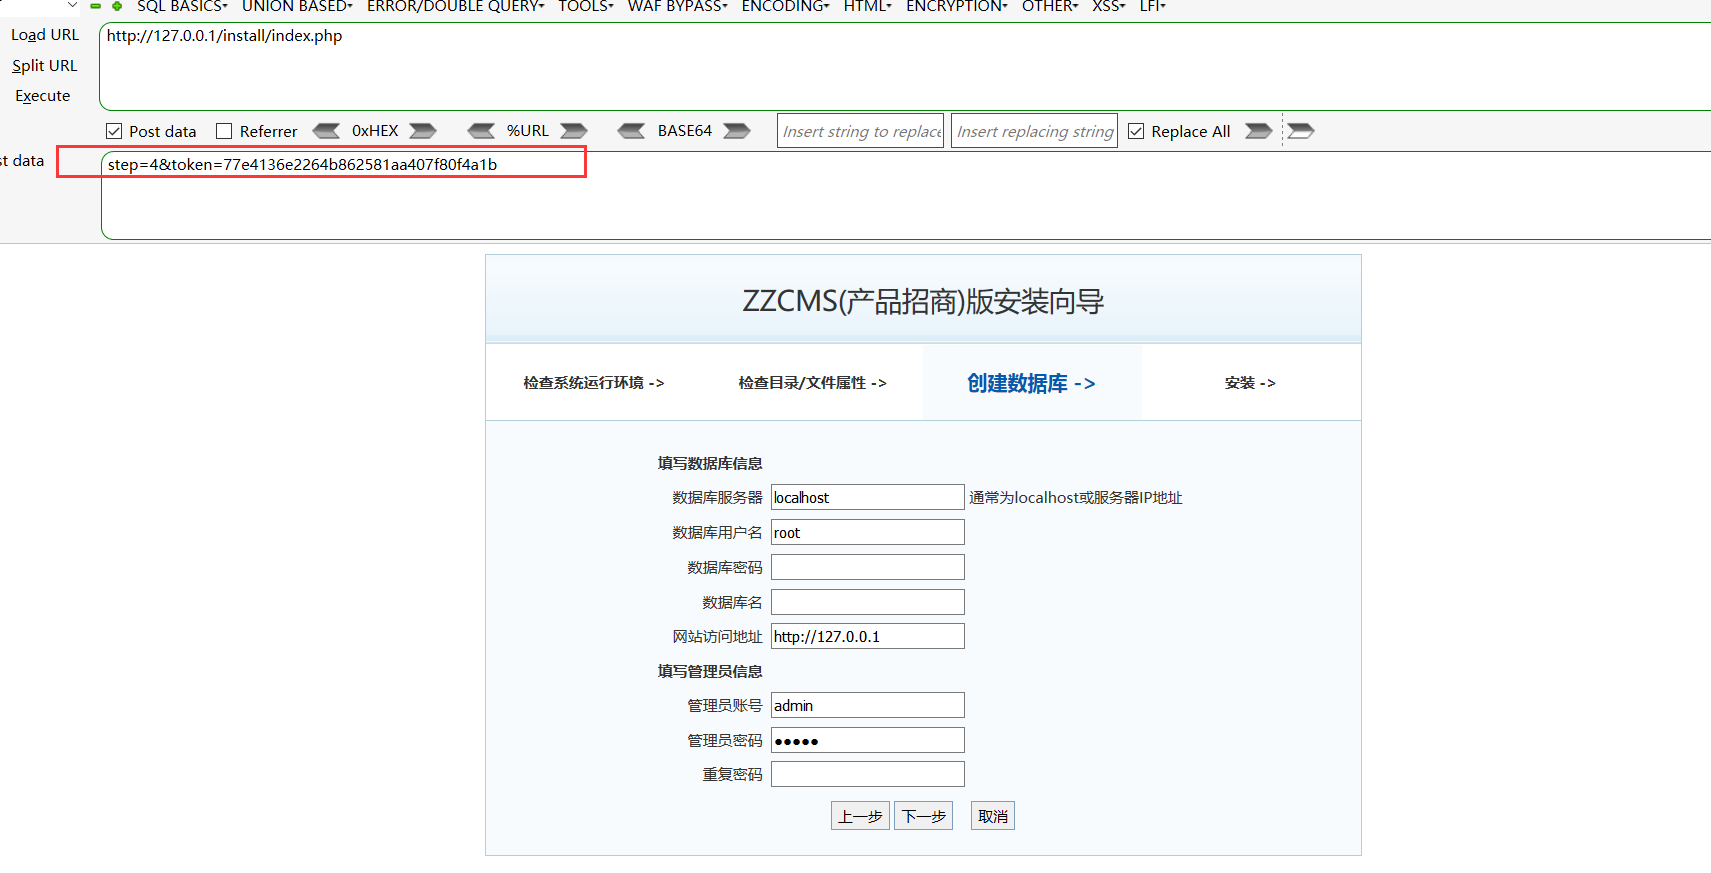 SQL BASICS▾ UNION BASED▾ ERROR/DOUBLE QUERY▾ TOOLS▾ WAF BYPASS▾ ENCODING▾ HTML▾ ENCRYPTION▾ OTHER▾ XSS▾ LFI▾
Load URL
http://127.0.0.1/install/index.php
Split URL
Execute
Post data Referrer 0xHEX %URL BASE64 Insert string to replace Insert replacing string Replace All
st data
step=4&token=77e4136e2264b862581aa407f80f4a1b
ZZCMS(产品招商)版安装向导
检查系统运行环境 -> 检查目录/文件属性 -> 创建数据库 -> 安装 ->
填写数据库信息
数据库服务器 localhost 通常为localhost或服务器IP地址
数据库用户名 root
数据库密码
数据库名
网站访问地址 http://127.0.0.1
填写管理员信息
管理员账号 admin
管理员密码 ●●●●●
重复密码
上一步 下一步 取消